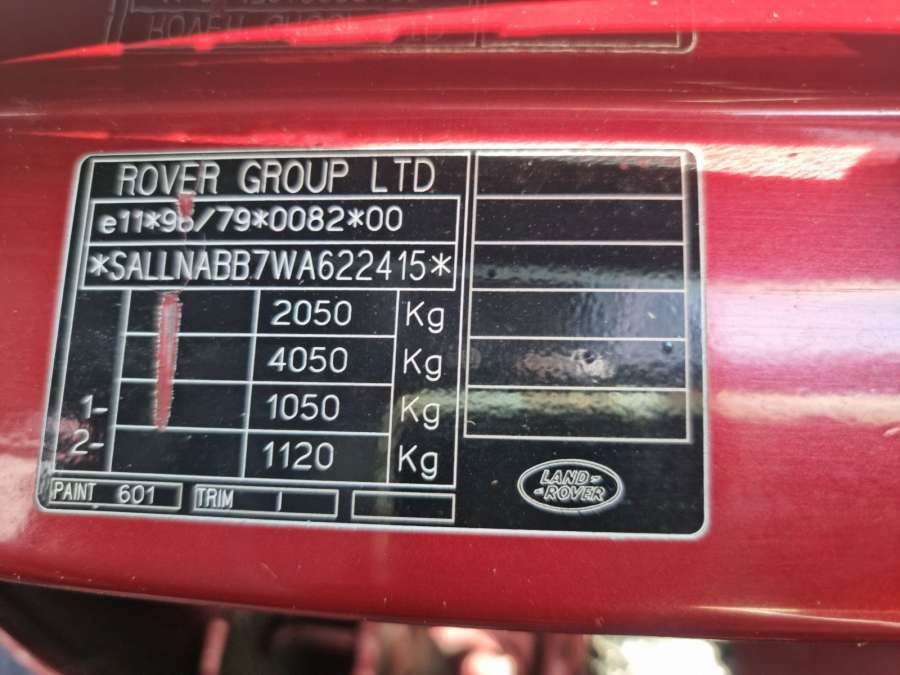 ROVER GROUP LTD
e11*98/79*0082*00
*SALLNABB7WA622415*
2050 Kg
4050 Kg
1- 1050 Kg
2- 1120 Kg
PAINT 601 TRIM
LAND-
-ROVER